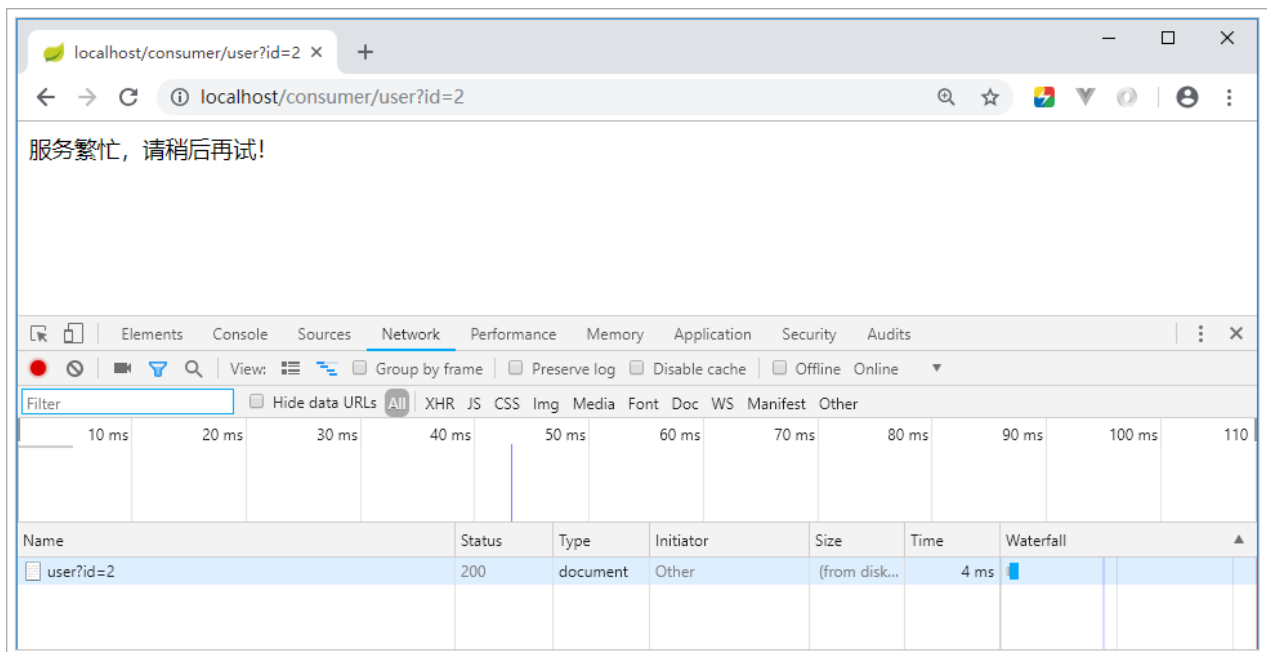 localhost/consumer/user?id=2
localhost/consumer/user?id=2
服务繁忙，请稍后再试！
Elements Console Sources Network Performance Memory Application Security Audits
View: Group by frame Preserve log Disable cache Offline Online
Filter Hide data URLs All XHR JS CSS Img Media Font Doc WS Manifest Other
10 ms 20 ms 30 ms 40 ms 50 ms 60 ms 70 ms 80 ms 90 ms 100 ms 110
Name Status Type Initiator Size Time Waterfall
user?id=2 200 document Other (from disk... 4 ms